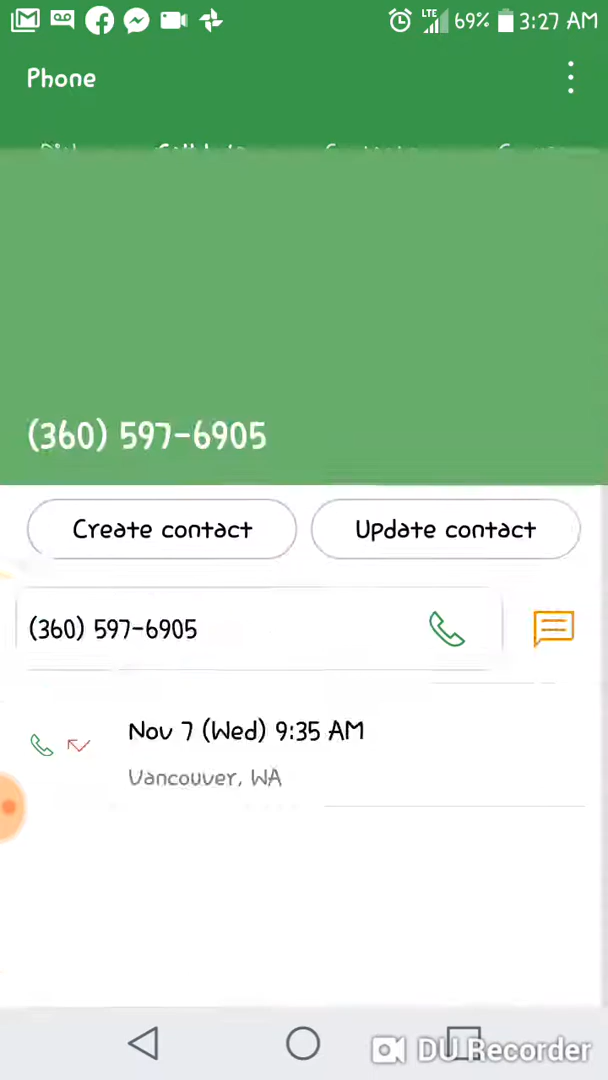 LTE 69% 3:27 AM
Phone
(360) 597-6905
Create contact Update contact
(360) 597-6905
Nov 7 (Wed) 9:35 AM
Vancouver, WA
DU Recorder